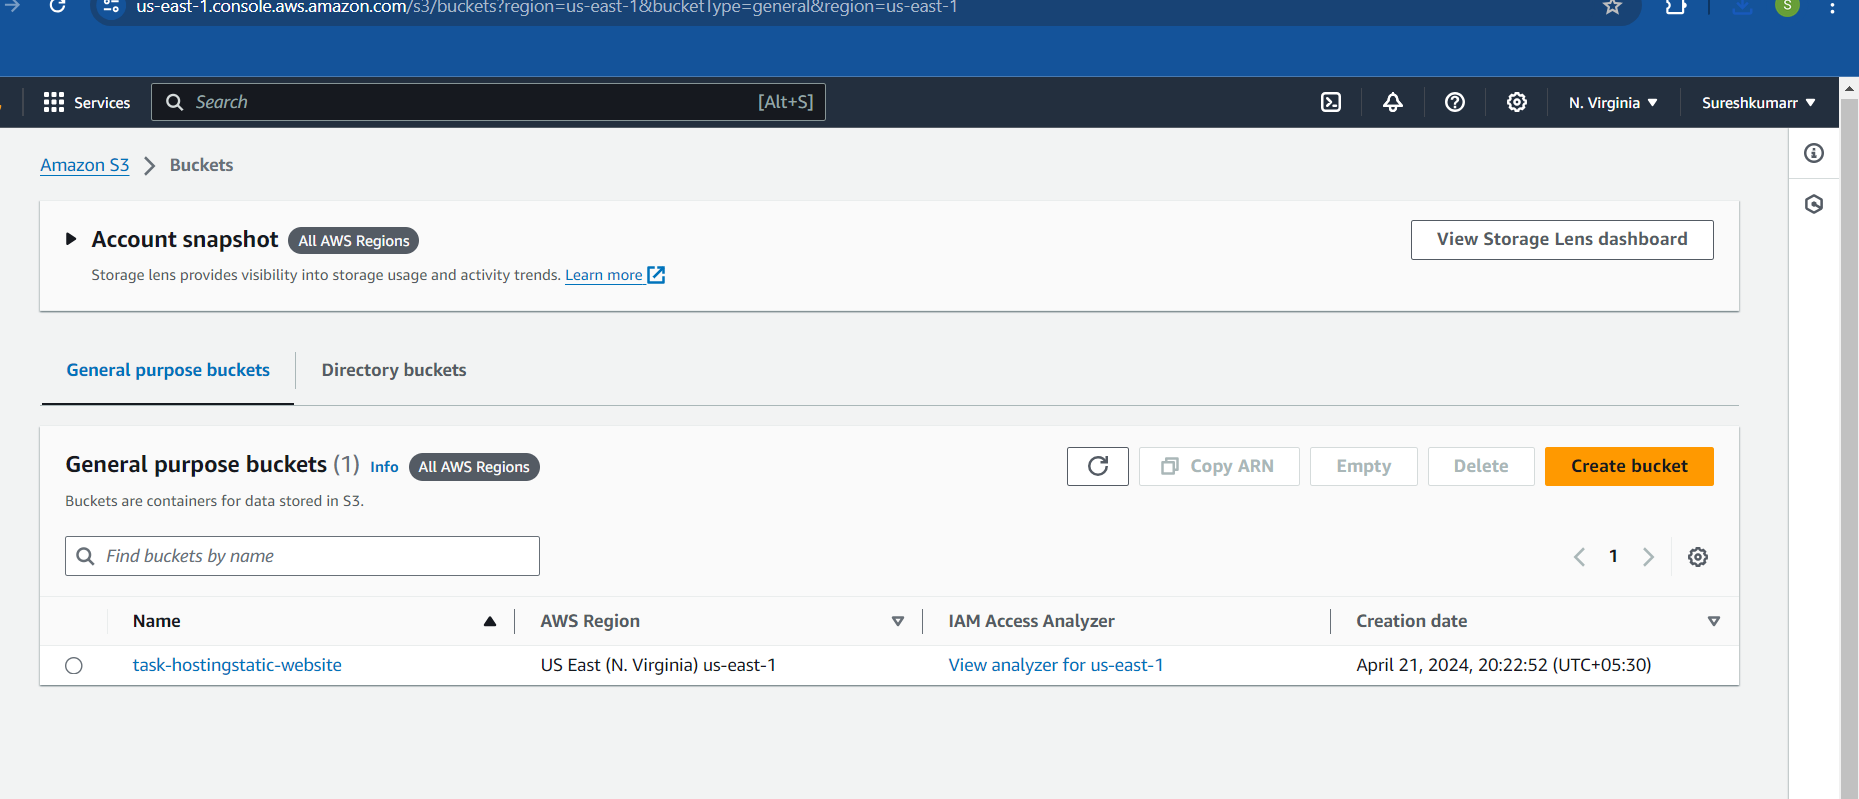 us-east-1.console.aws.amazon.com/s3/buckets?region=us-east-1&bucketType=general&region=us-east-1
S
Services
Search
[Alt+S]
N. Virginia
Sureshkumarr
Amazon S3
Buckets
Account snapshot
All AWS Regions
View Storage Lens dashboard
Storage lens provides visibility into storage usage and activity trends. Learn more
General purpose buckets
Directory buckets
General purpose buckets (1)
Info
All AWS Regions
Copy ARN
Empty
Delete
Create bucket
Buckets are containers for data stored in S3.
Find buckets by name
1
Name
AWS Region
IAM Access Analyzer
Creation date
task-hostingstatic-website
US East (N. Virginia) us-east-1
View analyzer for us-east-1
April 21, 2024, 20:22:52 (UTC+05:30)